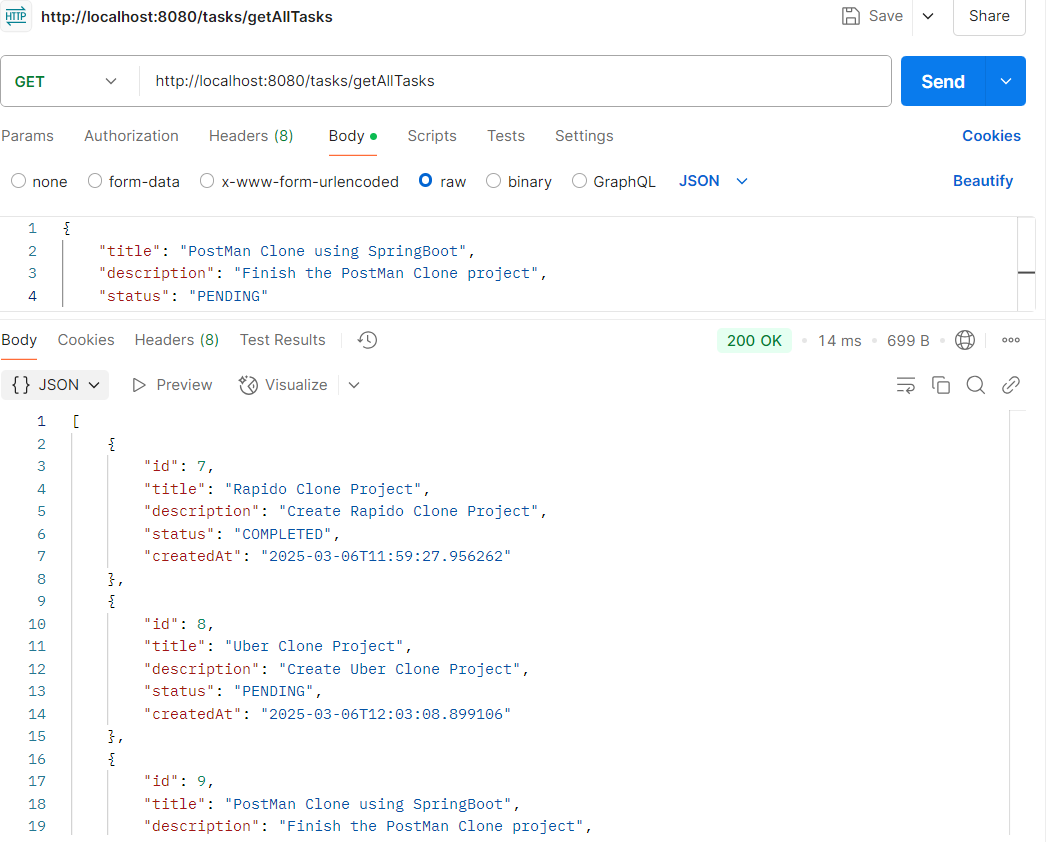 HTTP http://localhost:8080/tasks/getAllTasks Save Share
GET http://localhost:8080/tasks/getAllTasks Send
Params Authorization Headers (8) Body Scripts Tests Settings Cookies
none form-data x-www-form-urlencoded raw binary GraphQL JSON Beautify
1 {
2 "title": "PostMan Clone using SpringBoot",
3 "description": "Finish the PostMan Clone project",
4 "status": "PENDING"
Body Cookies Headers (8) Test Results 200 OK 14 ms 699 B
{} JSON Preview Visualize
1 [
2 {
3 "id": 7,
4 "title": "Rapido Clone Project",
5 "description": "Create Rapido Clone Project",
6 "status": "COMPLETED",
7 "createdAt": "2025-03-06T11:59:27.956262"
8 },
9 {
10 "id": 8,
11 "title": "Uber Clone Project",
12 "description": "Create Uber Clone Project",
13 "status": "PENDING",
14 "createdAt": "2025-03-06T12:03:08.899106"
15 },
16 {
17 "id": 9,
18 "title": "PostMan Clone using SpringBoot",
19 "description": "Finish the PostMan Clone project",